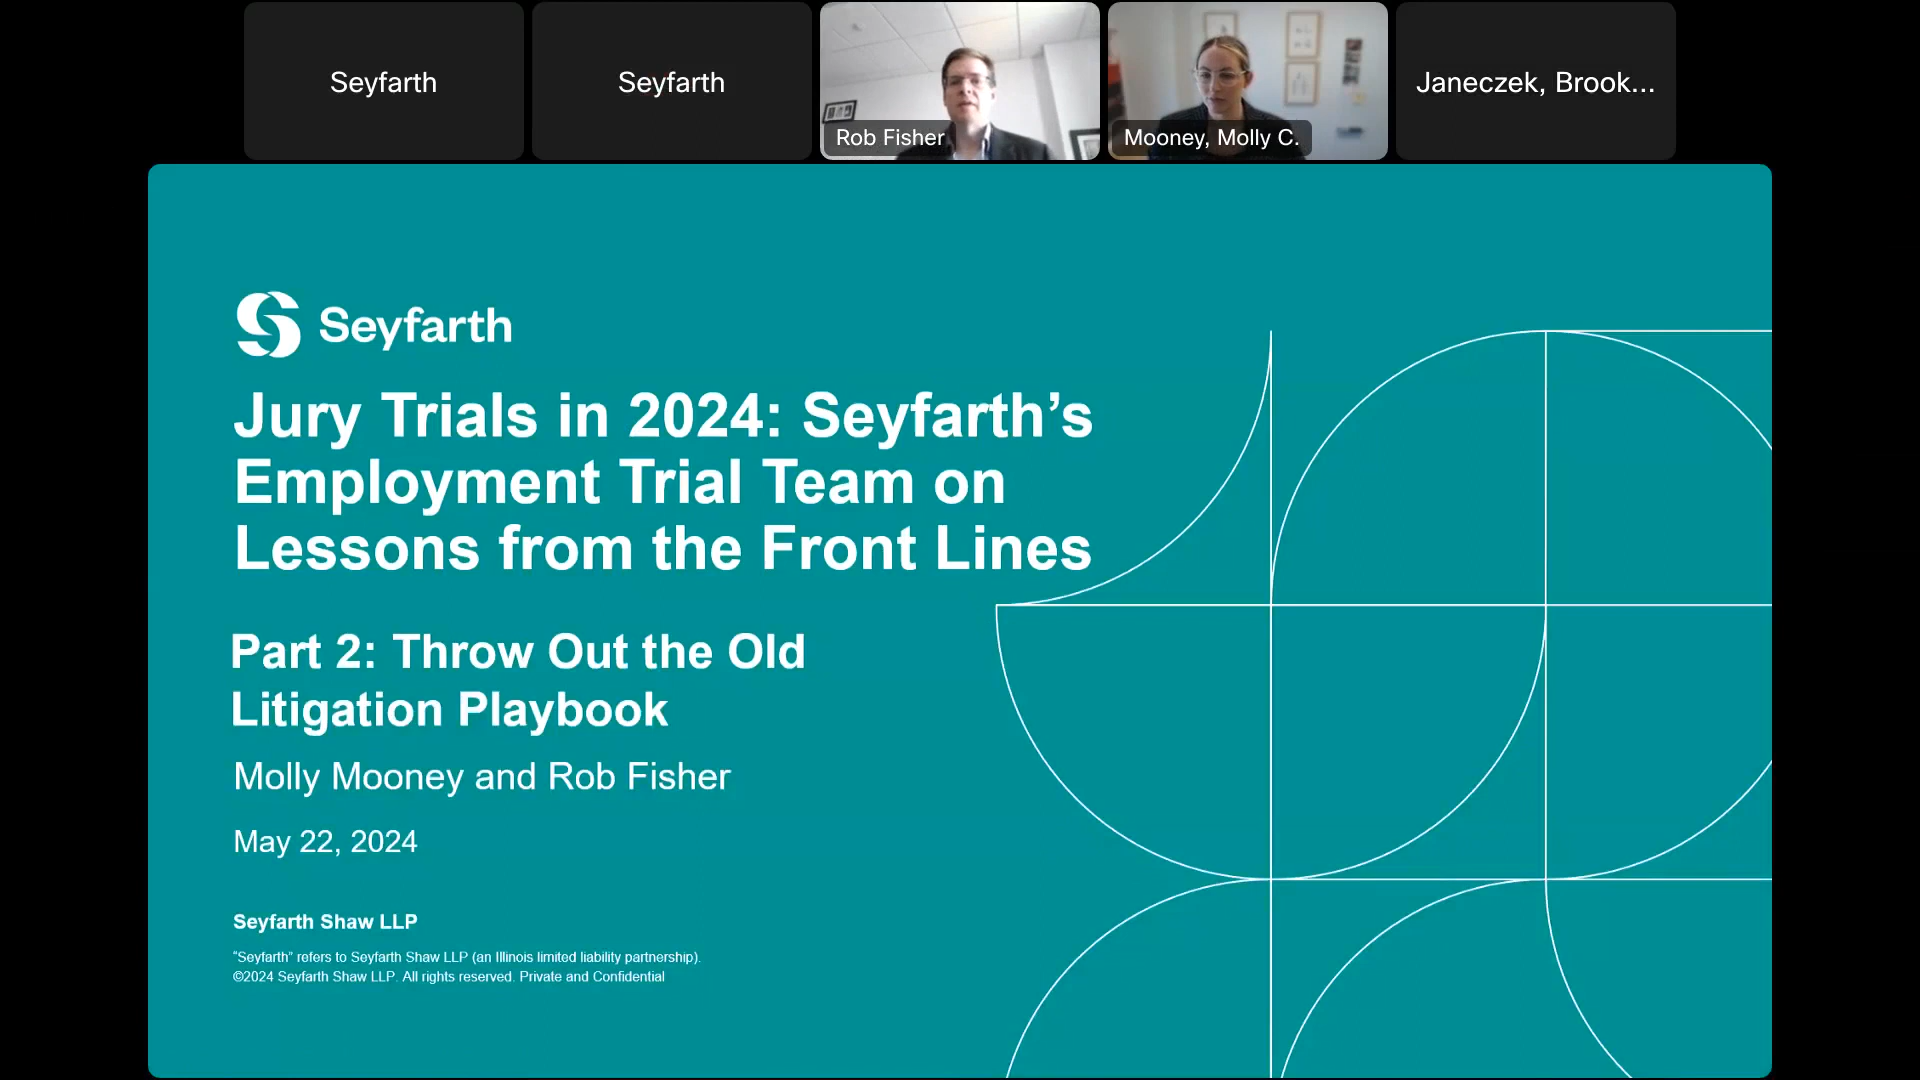 Seyfarth
Seyfarth
Rob Fisher
Mooney, Molly C.
Janeczek, Brook...
Seyfarth
Jury Trials in 2024: Seyfarth’s
Employment Trial Team on
Lessons from the Front Lines
Part 2: Throw Out the Old
Litigation Playbook
Molly Mooney and Rob Fisher
May 22, 2024
Seyfarth Shaw LLP
“Seyfarth” refers to Seyfarth Shaw LLP (an Illinois limited liability partnership).
©2024 Seyfarth Shaw LLP. All rights reserved. Private and Confidential